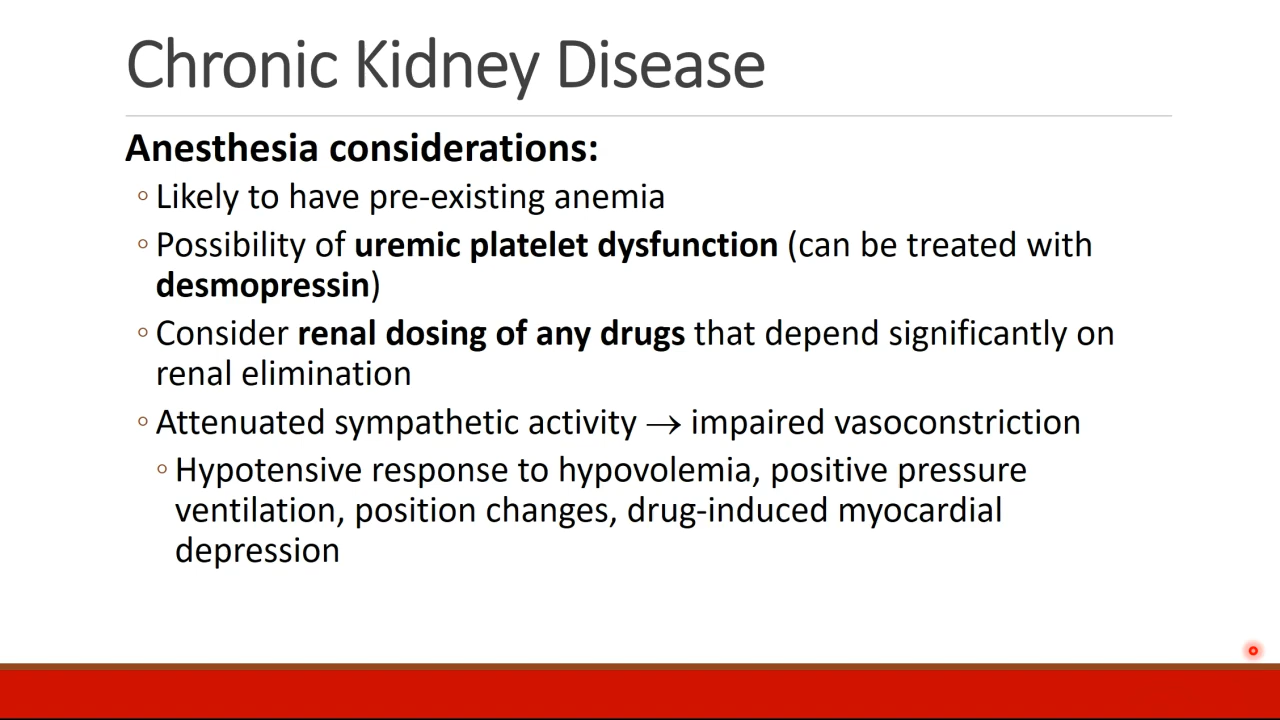 Chronic Kidney Disease
Anesthesia considerations:
◦ Likely to have pre-existing anemia
◦ Possibility of uremic platelet dysfunction (can be treated with
desmopressin)
◦ Consider renal dosing of any drugs that depend significantly on
renal elimination
◦ Attenuated sympathetic activity → impaired vasoconstriction
◦ Hypotensive response to hypovolemia, positive pressure
ventilation, position changes, drug-induced myocardial
depression